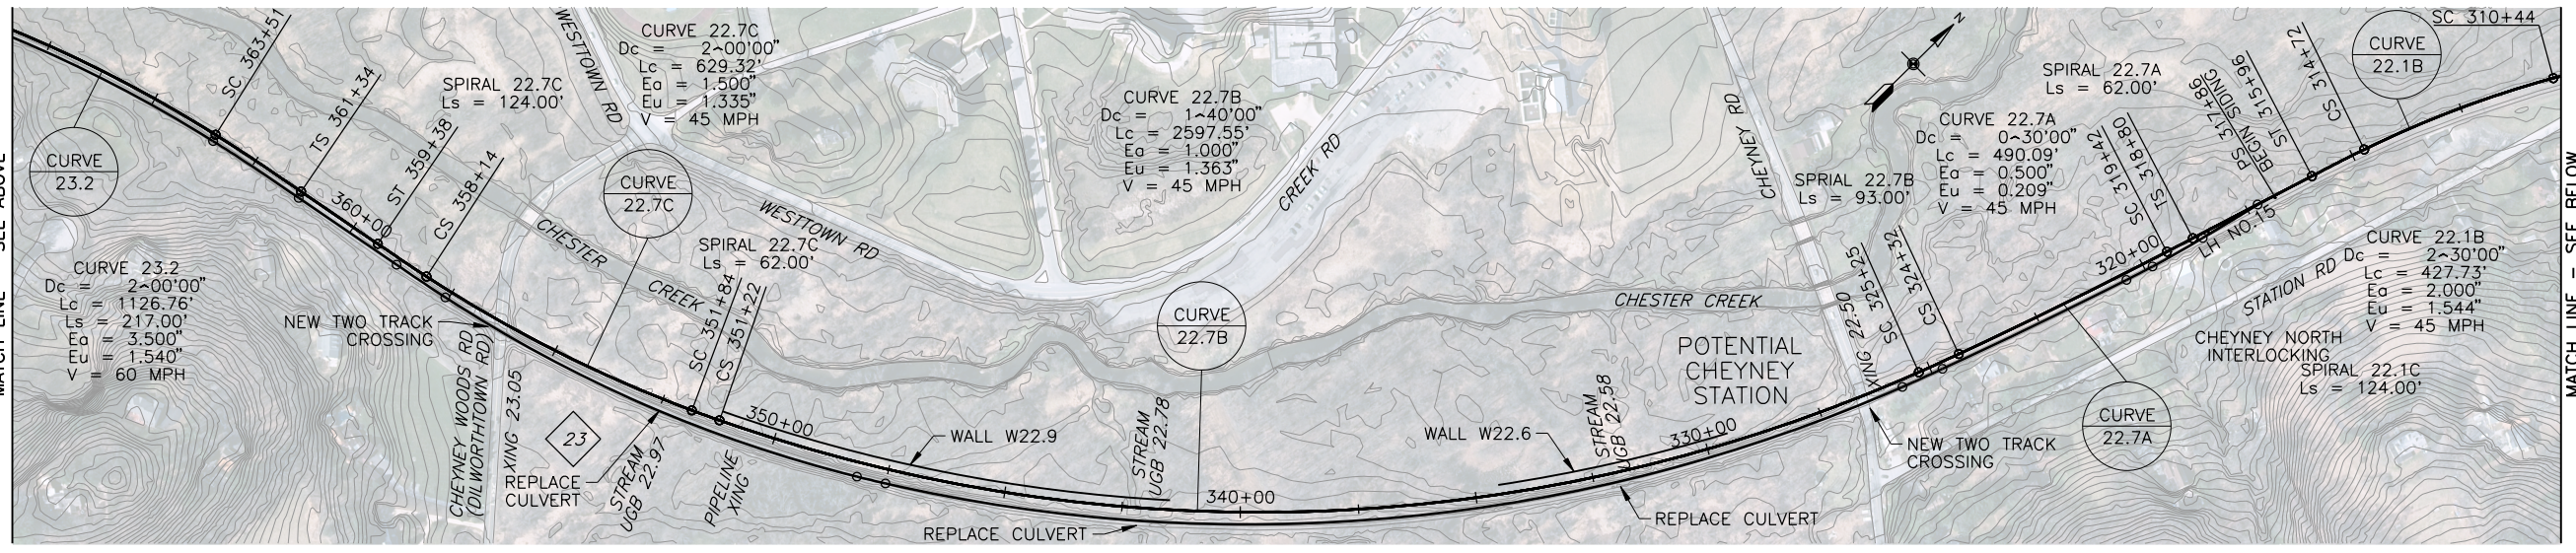 MATCH LINE - SEE ABOVE
SC 363+51
TS 361+34
SPIRAL 22.7C
Ls = 124.00'
ST 359+38
CS 358+14
360+00
CURVE
23.2
CURVE 23.2
Dc = 2^00'00"
Lc = 1126.76'
Ls = 217.00'
Ea = 3.500"
Eu = 1.540"
V = 60 MPH
NEW TWO TRACK
CROSSING
CHEYNEY WOODS RD
(DILWORTHTOWN RD)
XING 23.05
WESTTOWN RD
CURVE 22.7C
Dc = 2^00'00"
Lc = 629.32'
Ea = 1.500"
Eu = 1.335"
V = 45 MPH
CURVE
22.7C
CHESTER
CREEK
WESTTOWN RD
SPIRAL 22.7C
Ls = 62.00'
SC 351+84
CS 351+22
23
REPLACE
CULVERT
STREAM
UGB 22.97
PIPELINE
XING
350+00
WALL W22.9
CURVE 22.7B
Dc = 1^40'00"
Lc = 2597.55'
Ea = 1.000"
Eu = 1.363"
V = 45 MPH
CREEK RD
CURVE
22.7B
STREAM
UGB 22.78
REPLACE CULVERT
340+00
WALL W22.6
STREAM
UGB 22.58
REPLACE CULVERT
330+00
POTENTIAL
CHEYNEY
STATION
CHESTER CREEK
CHEYNEY RD
SPRIAL 22.7B
Ls = 93.00'
XING 22.50
SC 325+25
CS 324+32
NEW TWO TRACK
CROSSING
N
CURVE 22.7A
Dc = 0^30'00"
Lc = 490.09'
Ea = 0.500"
Eu = 0.209"
V = 45 MPH
SPIRAL 22.7A
Ls = 62.00'
SC 319+42
TS 318+80
PS 317+86
BEGIN SIDING
ST 315+96
CS 314+72
CURVE
22.1B
SC 310+44
320+00
LH NO.15
STATION RD
CURVE
22.7A
CHEYNEY NORTH
INTERLOCKING
SPIRAL 22.1C
Ls = 124.00'
CURVE 22.1B
Dc = 2^30'00"
Lc = 427.73'
Ea = 2.000"
Eu = 1.544"
V = 45 MPH
MATCH LINE - SEE BELOW